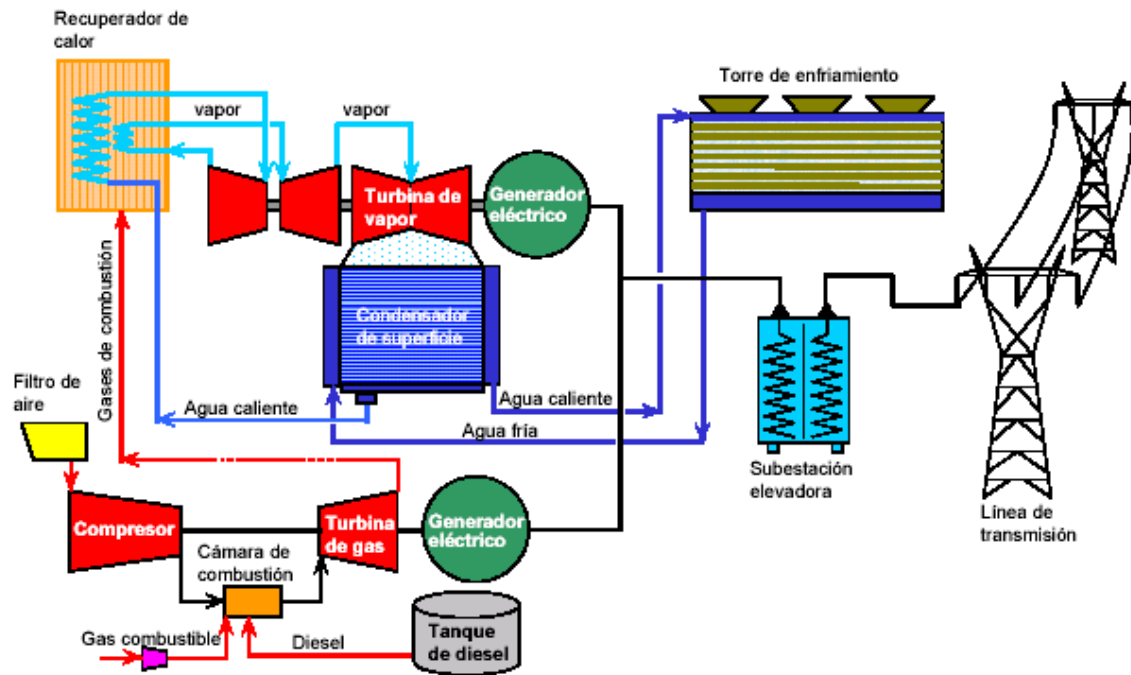 Recuperador de
calor
Torre de enfriamiento
vapor
vapor
Turbina de
vapor
Generador
eléctrico
Condensador
de superficie
Gases de combustión
Filtro de
aire
Agua caliente
Agua caliente
Agua fría
Subestación
elevadora
Línea de
transmisión
Compresor
Turbina
de gas
Generador
eléctrico
Cámara de
combustión
Gas combustible
Diesel
Tanque
de diesel